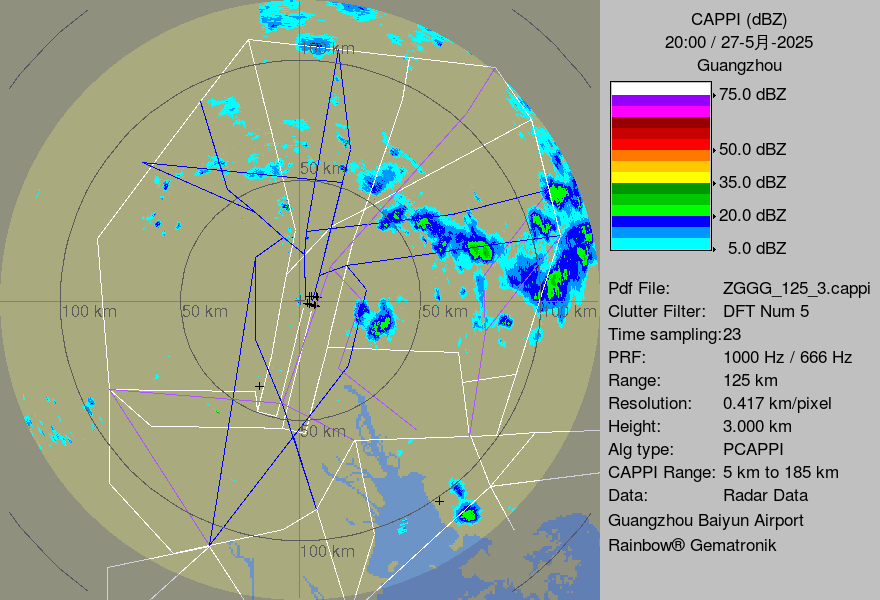 CAPPI (dBZ)
20:00 / 27-5月-2025
Guangzhou
75.0 dBZ
50.0 dBZ
35.0 dBZ
20.0 dBZ
5.0 dBZ
Pdf File: ZGGG_125_3.cappi
Clutter Filter: DFT Num 5
Time sampling:23
PRF: 1000 Hz / 666 Hz
Range: 125 km
Resolution: 0.417 km/pixel
Height: 3.000 km
Alg type: PCAPPI
CAPPI Range: 5 km to 185 km
Data: Radar Data
Guangzhou Baiyun Airport
Rainbow® Gematronik
100 km
50 km
100 km
50 km
50 km
100 km
50 km
100 km